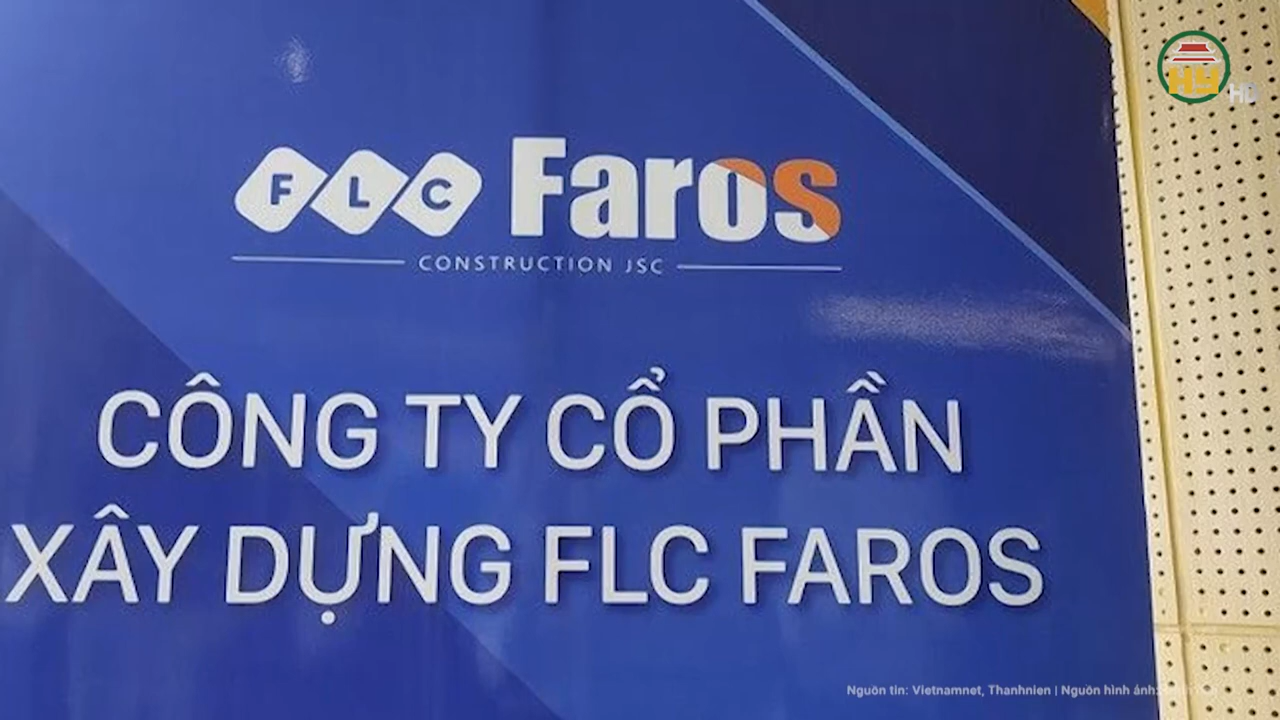 HY
HD
FLC Faros
CONSTRUCTION JSC
CÔNG TY CỔ PHẦN
XÂY DỰNG FLC FAROS
Nguồn tin: Vietnamnet, Thanhnien | Nguồn hình ảnh: